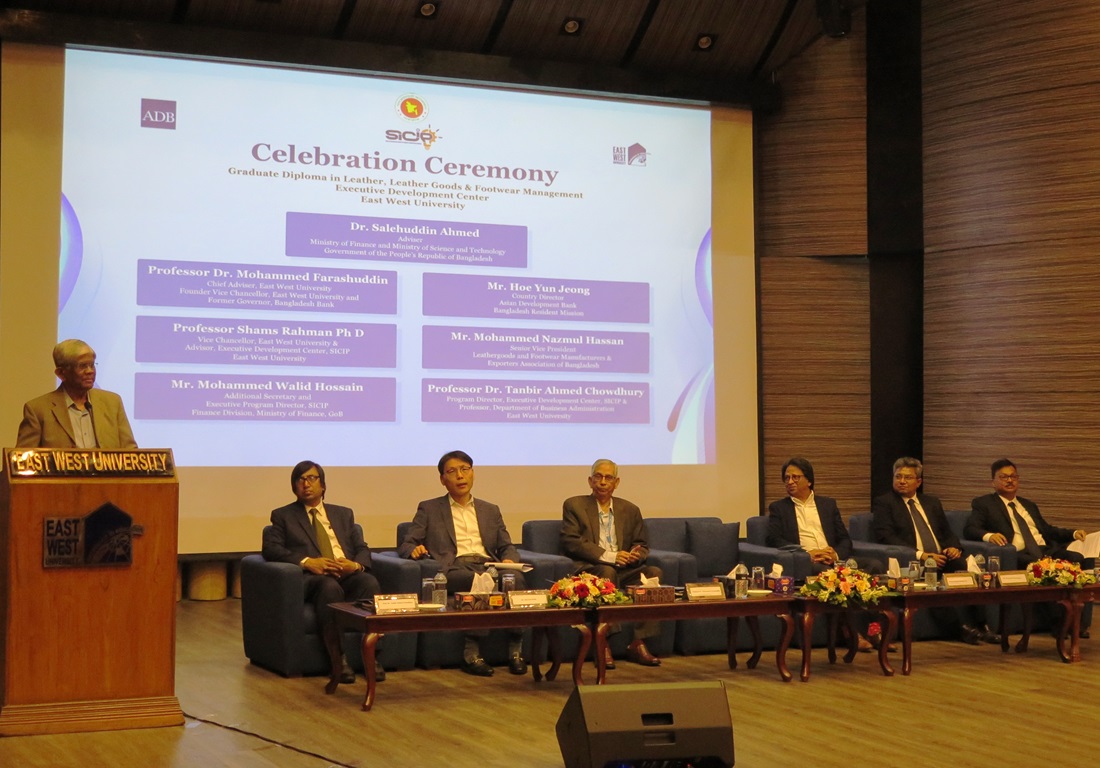 ADB
SICIP
EAST
WEST
Celebration Ceremony
Graduate Diploma in Leather, Leather Goods & Footwear Management
Executive Development Center
East West University
Dr. Salehuddin Ahmed
Adviser
Ministry of Finance and Ministry of Science and Technology
Government of the People's Republic of Bangladesh
Professor Dr. Mohammed Farashuddin
Chief Adviser, East West University
Founder Vice Chancellor, East West University and
Former Governor, Bangladesh Bank
Mr. Hoe Yun Jeong
Country Director
Asian Development Bank
Bangladesh Resident Mission
Professor Shams Rahman Ph D
Vice Chancellor, East West University &
Advisor, Executive Development Center, SICIP
East West University
Mr. Mohammed Nazmul Hassan
Senior Vice President
Leathergoods and Footwear Manufacturers &
Exporters Association of Bangladesh
Mr. Mohammed Walid Hossain
Additional Secretary and
Executive Program Director, SICIP
Finance Division, Ministry of Finance, GoB
Professor Dr. Tanbir Ahmed Chowdhury
Program Director, Executive Development Center, SICIP &
Professor, Department of Business Administration
East West University
EAST WEST UNIVERSITY
EAST
WEST